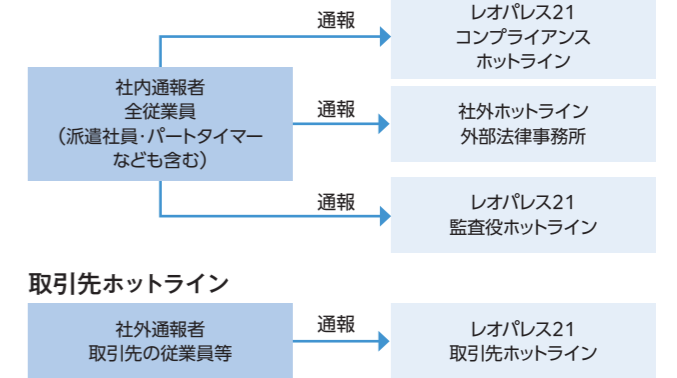 通報
レオパレス21
コンプライアンス
ホットライン
社内通報者
全従業員
（派遣社員・パートタイマー
なども含む）
通報
社外ホットライン
外部法律事務所
通報
レオパレス21
監査役ホットライン
取引先ホットライン
社外通報者
取引先の従業員等
通報
レオパレス21
取引先ホットライン